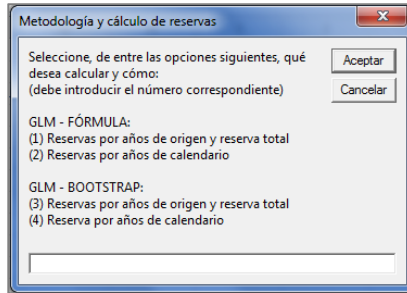 Metodología y cálculo de reservas
Seleccione, de entre las opciones siguientes, qué
desea calcular y cómo:
(debe introducir el número correspondiente)
Aceptar
Cancelar
GLM - FÓRMULA:
(1) Reservas por años de origen y reserva total
(2) Reservas por años de calendario
GLM - BOOTSTRAP:
(3) Reservas por años de origen y reserva total
(4) Reserva por años de calendario